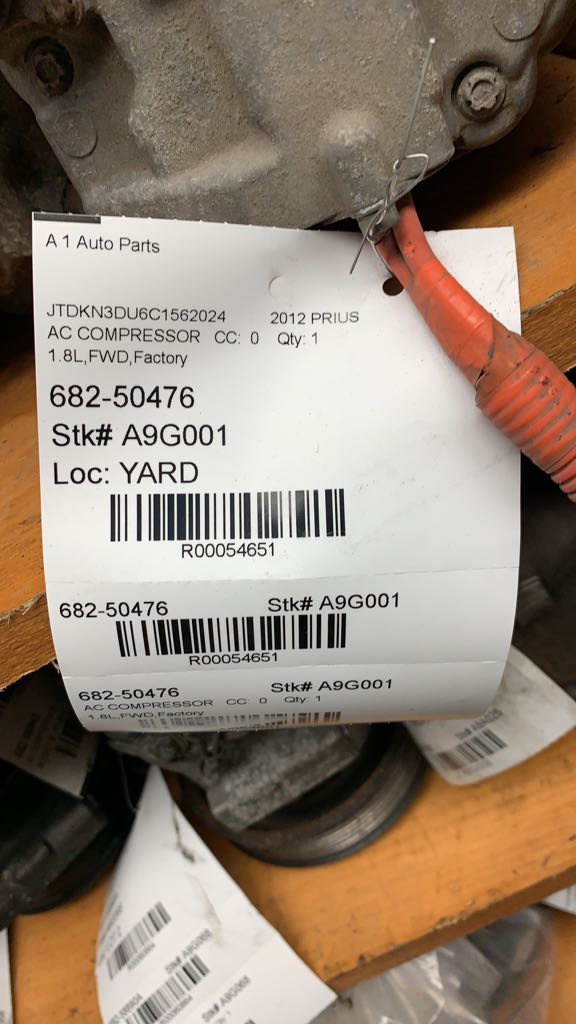 A 1 Auto Parts
JTDKN3DU6C1562024 2012 PRIUS
AC COMPRESSOR CC: 0 Qty: 1
1.8L,FWD,Factory
682-50476
Stk# A9G001
Loc: YARD
R00054651
682-50476 Stk# A9G001
R00054651
682-50476 Stk# A9G001
AC COMPRESSOR CC: 0 Qty: 1
1.8L,FWD,Factory